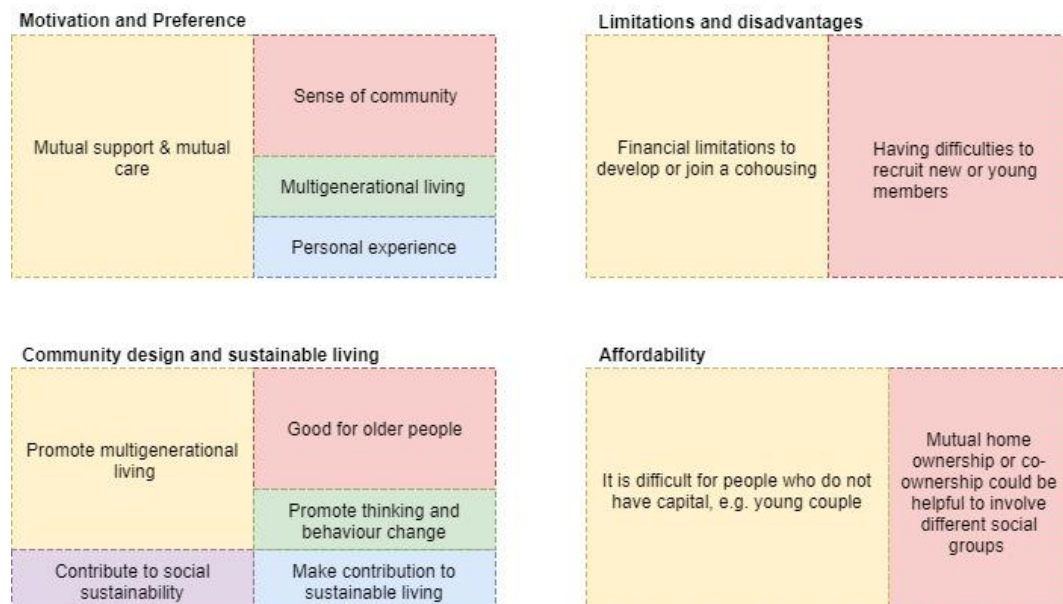 Motivation and Preference
Mutual support & mutual
care
Sense of community
Multigenerational living
Personal experience
Limitations and disadvantages
Financial limitations to
develop or join a cohousing
Having difficulties to
recruit new or young
members
Community design and sustainable living
Promote multigenerational
living
Good for older people
Promote thinking and
behaviour change
Contribute to social
sustainability
Make contribution to
sustainable living
Affordability
It is difficult for people who do not
have capital, e.g. young couple
Mutual home
ownership or co-
ownership could be
helpful to involve
different social
groups